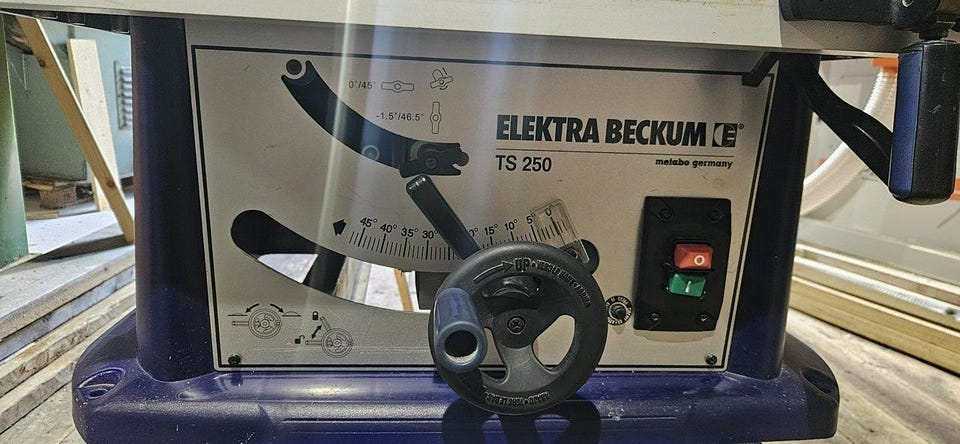 0°/45°
-1.5°/46.5°
ELEKTRA BECKUM E®
TS 250
metabo germany
45° 40° 35° 30° 15° 10° 5° 0°
UP
O
I